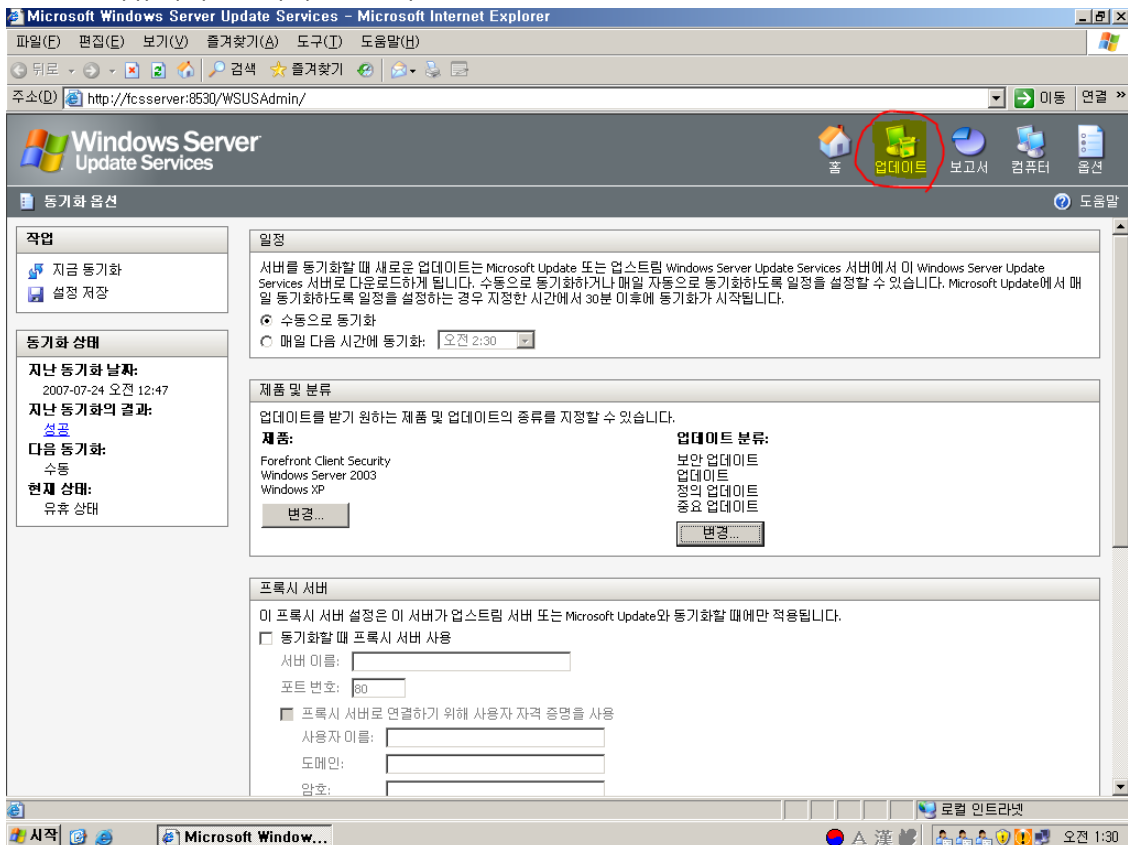 Microsoft Windows Server Update Services - Microsoft Internet Explorer
파일(F) 편집(E) 보기(V) 즐겨찾기(A) 도구(T) 도움말(H)
뒤로 검색 즐겨찾기
주소(D) http://fcsserver:8530/WSUSAdmin/ 이동 연결 »
Windows Server
Update Services
홈 업데이트 보고서 컴퓨터 옵션
동기화 옵션 도움말
작업
지금 동기화
설정 저장
동기화 상태
지난 동기화 날짜:
2007-07-24 오전 12:47
지난 동기화의 결과:
성공
다음 동기화:
수동
현재 상태:
유휴 상태
일정
서버를 동기화할 때 새로운 업데이트는 Microsoft Update 또는 업스트림 Windows Server Update Services 서버에서 이 Windows Server Update
Services 서버로 다운로드하게 됩니다. 수동으로 동기화하거나 매일 자동으로 동기화하도록 일정을 설정할 수 있습니다. Microsoft Update에서 매
일 동기화하도록 일정을 설정하는 경우 지정한 시간에서 30분 이후에 동기화가 시작됩니다.
수동으로 동기화
매일 다음 시간에 동기화: 오전 2:30
제품 및 분류
업데이트를 받기 원하는 제품 및 업데이트의 종류를 지정할 수 있습니다.
제품:
Forefront Client Security
Windows Server 2003
Windows XP
변경...
업데이트 분류:
보안 업데이트
업데이트
정의 업데이트
중요 업데이트
변경...
프록시 서버
이 프록시 서버 설정은 이 서버가 업스트림 서버 또는 Microsoft Update와 동기화할 때에만 적용됩니다.
동기화할 때 프록시 서버 사용
서버 이름:
포트 번호: 80
프록시 서버로 연결하기 위해 사용자 자격 증명을 사용
사용자 이름:
도메인:
암호:
로컬 인트라넷
시작 Microsoft Window... A 漢 오전 1:30